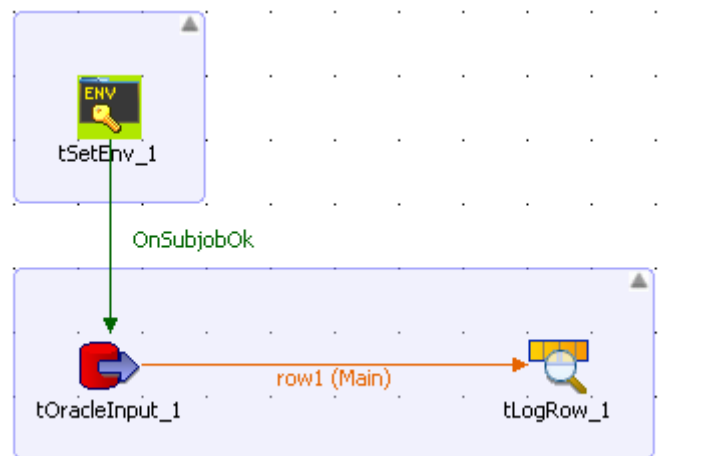 ENV
tSetEnv_1
OnSubjobOk
row1 (Main)
tOracleInput_1
tLogRow_1